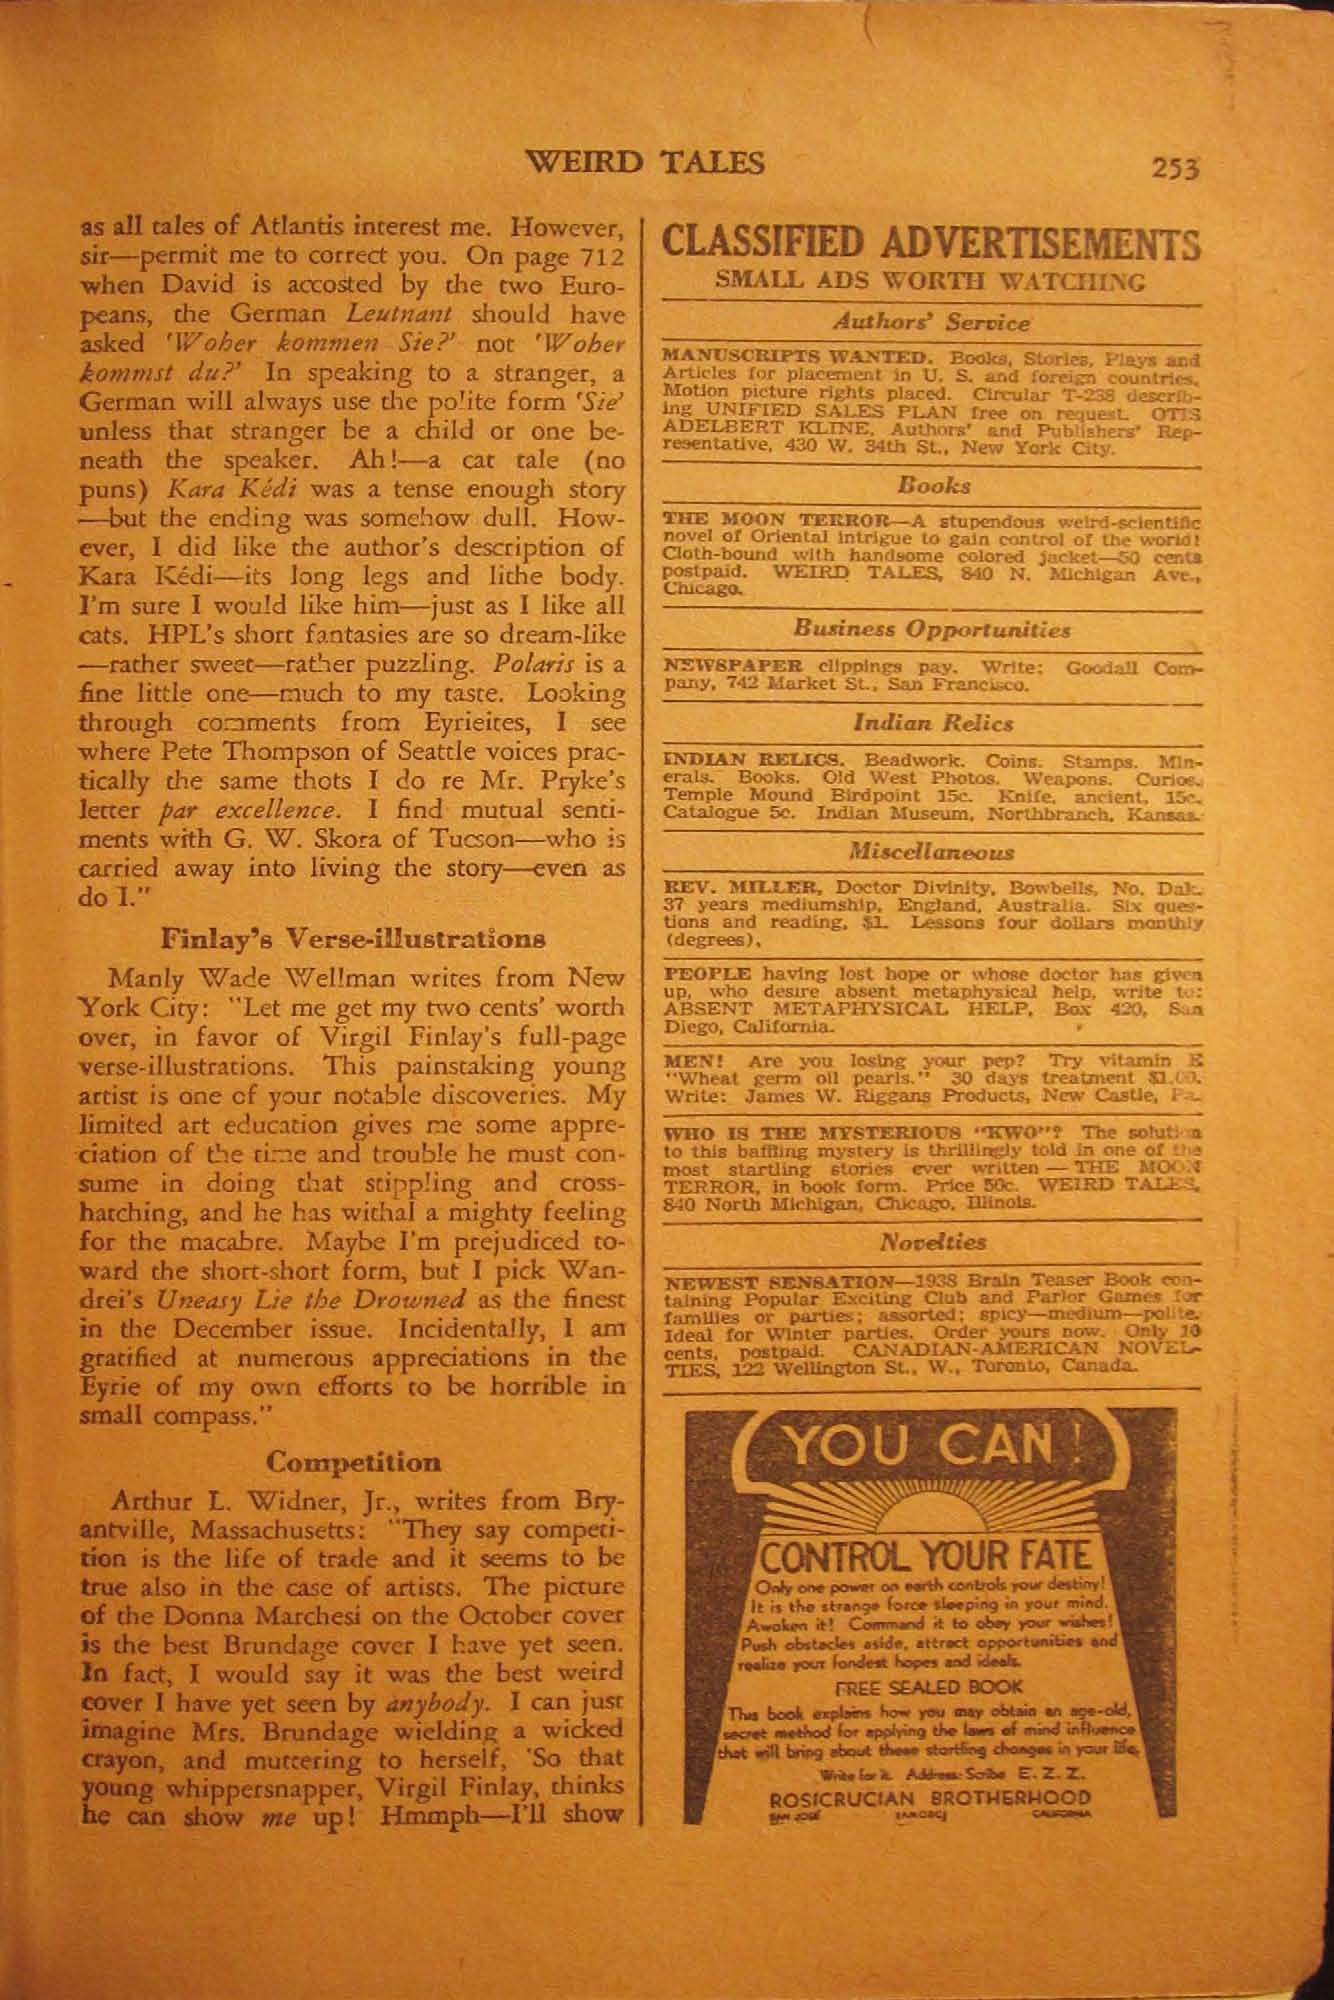 WEIRD TALES
253
as all tales of Atlantis interest me. However,
sir—permit me to correct you. On page 712
when David is accosted by the two Euro-
peans, the German Leutnant should have
asked 'Woher kommen Sie?' not 'Woher
kommst du?' In speaking to a stranger, a
German will always use the polite form 'Sie'
unless that stranger be a child or one be-
neath the speaker. Ah!—a cat tale (no
puns) Kara Kédi was a tense enough story
—but the ending was somehow dull. How-
ever, I did like the author's description of
Kara Kédi—its long legs and lithe body.
I'm sure I would like him—just as I like all
cats. HPL's short fantasies are so dream-like
—rather sweet—rather puzzling. Polaris is a
fine little one—much to my taste. Looking
through comments from Eyrieites, I see
where Pete Thompson of Seattle voices prac-
tically the same thots I do re Mr. Pryke's
letter par excellence. I find mutual senti-
ments with G. W. Skora of Tucson—who is
carried away into living the story—even as
do I."
Finlay's Verse-illustrations
Manly Wade Wellman writes from New
York City: "Let me get my two cents' worth
over, in favor of Virgil Finlay's full-page
verse-illustrations. This painstaking young
artist is one of your notable discoveries. My
limited art education gives me some appre-
ciation of the time and trouble he must con-
sume in doing that stippling and cross-
hatching, and he has withal a mighty feeling
for the macabre. Maybe I'm prejudiced to-
ward the short-short form, but I pick Wan-
drei's Uneasy Lie the Drowned as the finest
in the December issue. Incidentally, I am
gratified at numerous appreciations in the
Eyrie of my own efforts to be horrible in
small compass."
Competition
Arthur L. Widner, Jr., writes from Bry-
antville, Massachusetts: "They say competi-
tion is the life of trade and it seems to be
true also in the case of artists. The picture
of the Donna Marchesi on the October cover
is the best Brundage cover I have yet seen.
In fact, I would say it was the best weird
cover I have yet seen by anybody. I can just
imagine Mrs. Brundage wielding a wicked
crayon, and muttering to herself, 'So that
young whippersnapper, Virgil Finlay, thinks
he can show me up! Hmmph—I'll show
CLASSIFIED ADVERTISEMENTS
SMALL ADS WORTH WATCHING
Authors' Service
MANUSCRIPTS WANTED. Books, Stories, Plays and
Articles for placement in U. S. and foreign countries.
Motion picture rights placed. Circular T-238 describ-
ing UNIFIED SALES PLAN free on request. OTIS
ADELBERT KLINE, Authors' and Publishers' Rep-
resentative, 430 W. 34th St., New York City.
Books
THE MOON TERROR—A stupendous weird-scientific
novel of Oriental intrigue to gain control of the world!
Cloth-bound with handsome colored jacket—50 cents
postpaid. WEIRD TALES, 840 N. Michigan Ave.,
Chicago.
Business Opportunities
NEWSPAPER clippings pay. Write: Goodall Com-
pany, 742 Market St., San Francisco.
Indian Relics
INDIAN RELICS. Beadwork. Coins. Stamps. Min-
erals. Books. Old West Photos. Weapons. Curios.
Temple Mound Birdpoint 15c. Knife, ancient, 15c.
Catalogue 5c. Indian Museum, Northbranch, Kansas.
Miscellaneous
REV. MILLER, Doctor Divinity, Bowbells, No. Dak.
37 years mediumship, England, Australia. Six ques-
tions and reading, $1. Lessons four dollars monthly
(degrees).
PEOPLE having lost hope or whose doctor has given
up, who desire absent metaphysical help, write to:
ABSENT METAPHYSICAL HELP, Box 420, San
Diego, California.
MEN! Are you losing your pep? Try vitamin E
"Wheat germ oil pearls." 30 days treatment $1.00.
Write: James W. Riggans Products, New Castle, Pa.
WHO IS THE MYSTERIOUS "KWO"? The solution
to this baffling mystery is thrillingly told in one of the
most startling stories ever written — THE MOON
TERROR, in book form. Price 50c. WEIRD TALES,
840 North Michigan, Chicago, Illinois.
Novelties
NEWEST SENSATION—1938 Brain Teaser Book con-
taining Popular Exciting Club and Parlor Games for
families or parties; assorted; spicy—medium—polite.
Ideal for Winter parties. Order yours now. Only 10
cents, postpaid. CANADIAN-AMERICAN NOVEL-
TIES, 122 Wellington St., W., Toronto, Canada.
YOU CAN!
CONTROL YOUR FATE
Only one power on earth controls your destiny!
It is the strange force sleeping in your mind.
Awaken it! Command it to obey your wishes!
Push obstacles aside, attract opportunities and
realize your fondest hopes and ideals.
FREE SEALED BOOK
This book explains how you may obtain an age-old,
secret method for applying the laws of mind influence
that will bring about these startling changes in your life.
Write for it. Address: Scribe E. Z. Z.
ROSICRUCIAN BROTHERHOOD
SAN JOSÉ (AMORC) CALIFORNIA